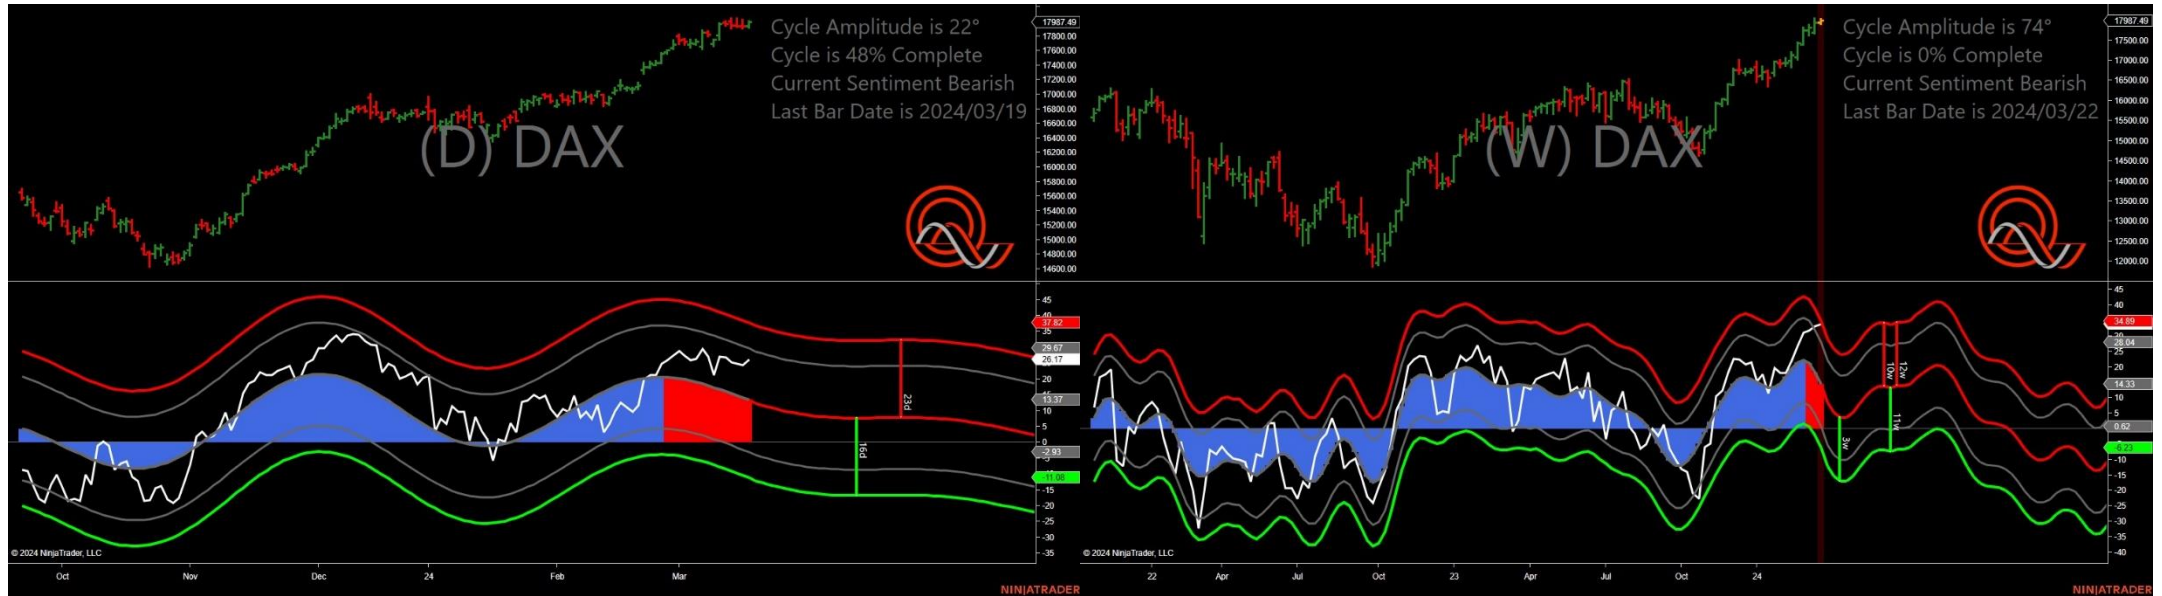 17987.49
Cycle Amplitude is 22°
Cycle is 48% Complete
Current Sentiment Bearish
Last Bar Date is 2024/03/19
(D) DAX
17800.00
17600.00
17400.00
17200.00
17000.00
16800.00
16600.00
16400.00
16200.00
16000.00
15800.00
15600.00
15400.00
15200.00
15000.00
14800.00
14600.00
45
40
37.82
35
29.67
26.17
20
13.37
10
5
0
-2.93
-11.08
-15
-20
-25
-30
-35
23d
16d
© 2024 NinjaTrader, LLC
Oct
Nov
Dec
24
Feb
Mar
NINJATRADER
17987.49
Cycle Amplitude is 74°
Cycle is 0% Complete
Current Sentiment Bearish
Last Bar Date is 2024/03/22
(W) DAX
17500.00
17000.00
16500.00
16000.00
15500.00
15000.00
14500.00
14000.00
13500.00
13000.00
12500.00
12000.00
45
40
34.89
28.04
25
20
14.33
10
5
0.62
-6.23
-10
-15
-20
-25
-30
-35
-40
10w
12w
11w
3w
© 2024 NinjaTrader, LLC
22
Apr
Jul
Oct
23
Apr
Jul
Oct
24
NINJATRADER